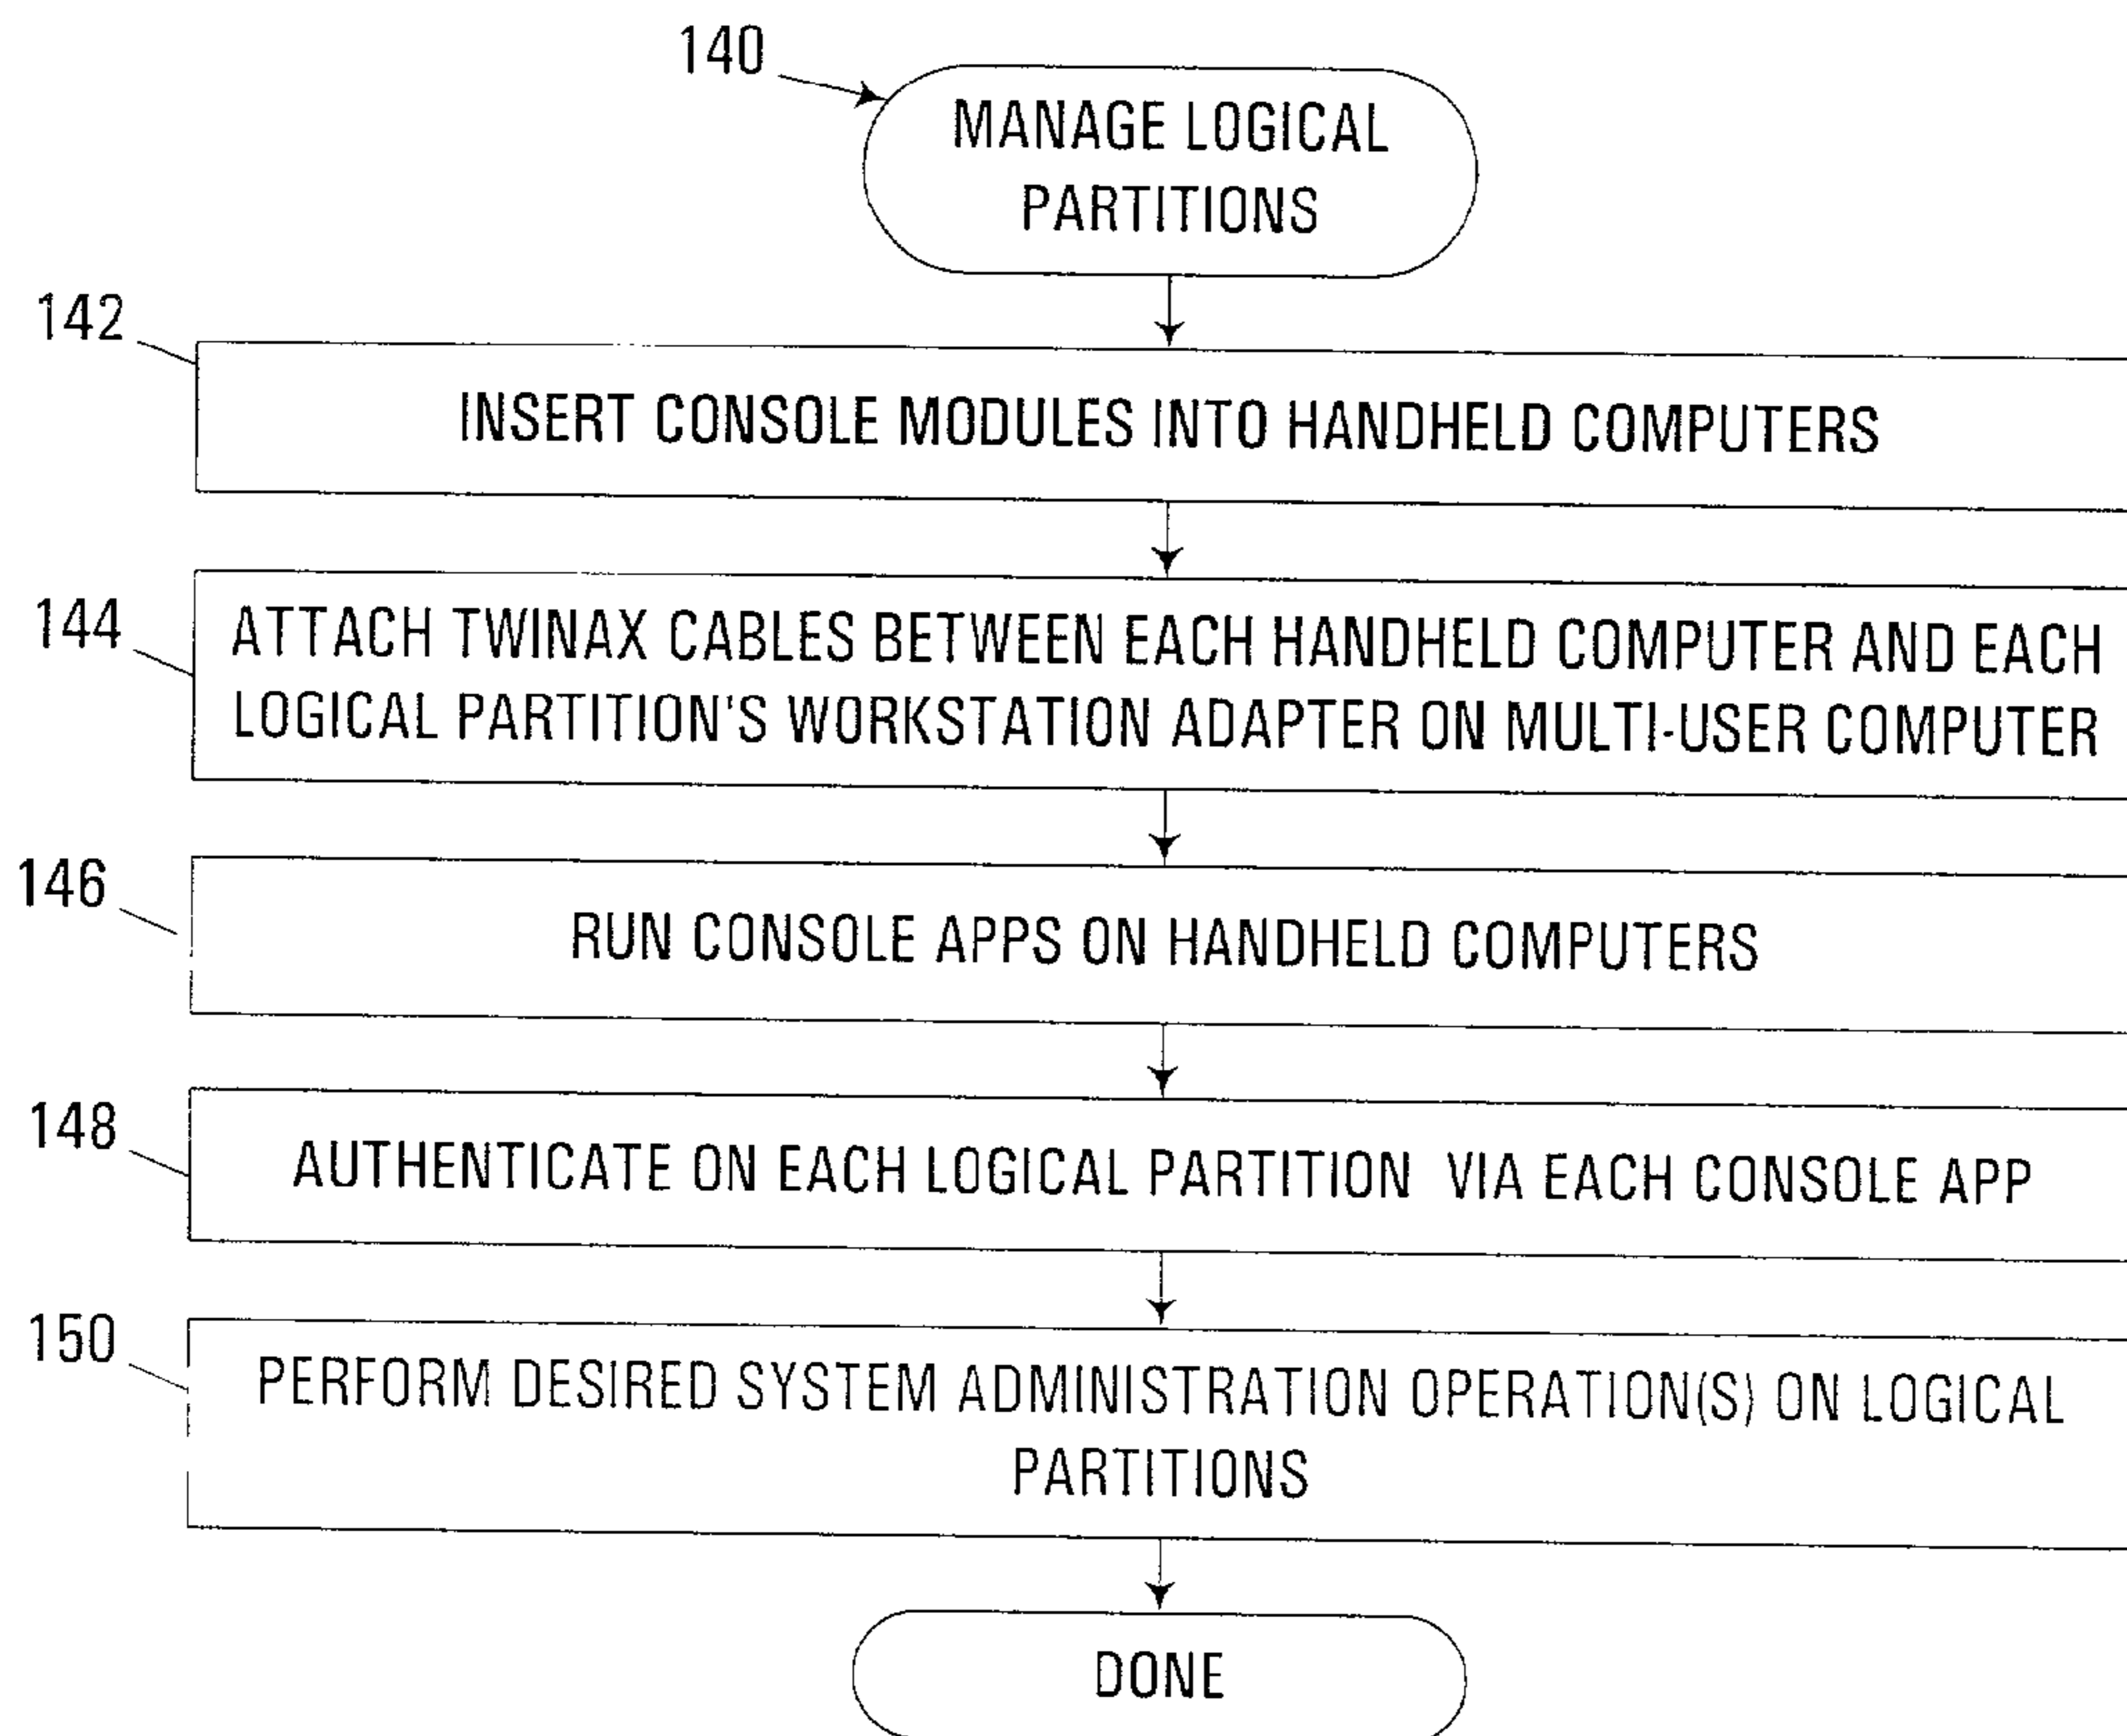 140
MANAGE LOGICAL
PARTITIONS
142
INSERT CONSOLE MODULES INTO HANDHELD COMPUTERS
144
ATTACH TWINAX CABLES BETWEEN EACH HANDHELD COMPUTER AND EACH
LOGICAL PARTITION'S WORKSTATION ADAPTER ON MULTI-USER COMPUTER
146
RUN CONSOLE APPS ON HANDHELD COMPUTERS
148
AUTHENTICATE ON EACH LOGICAL PARTITION VIA EACH CONSOLE APP
150
PERFORM DESIRED SYSTEM ADMINISTRATION OPERATION(S) ON LOGICAL
PARTITIONS
DONE